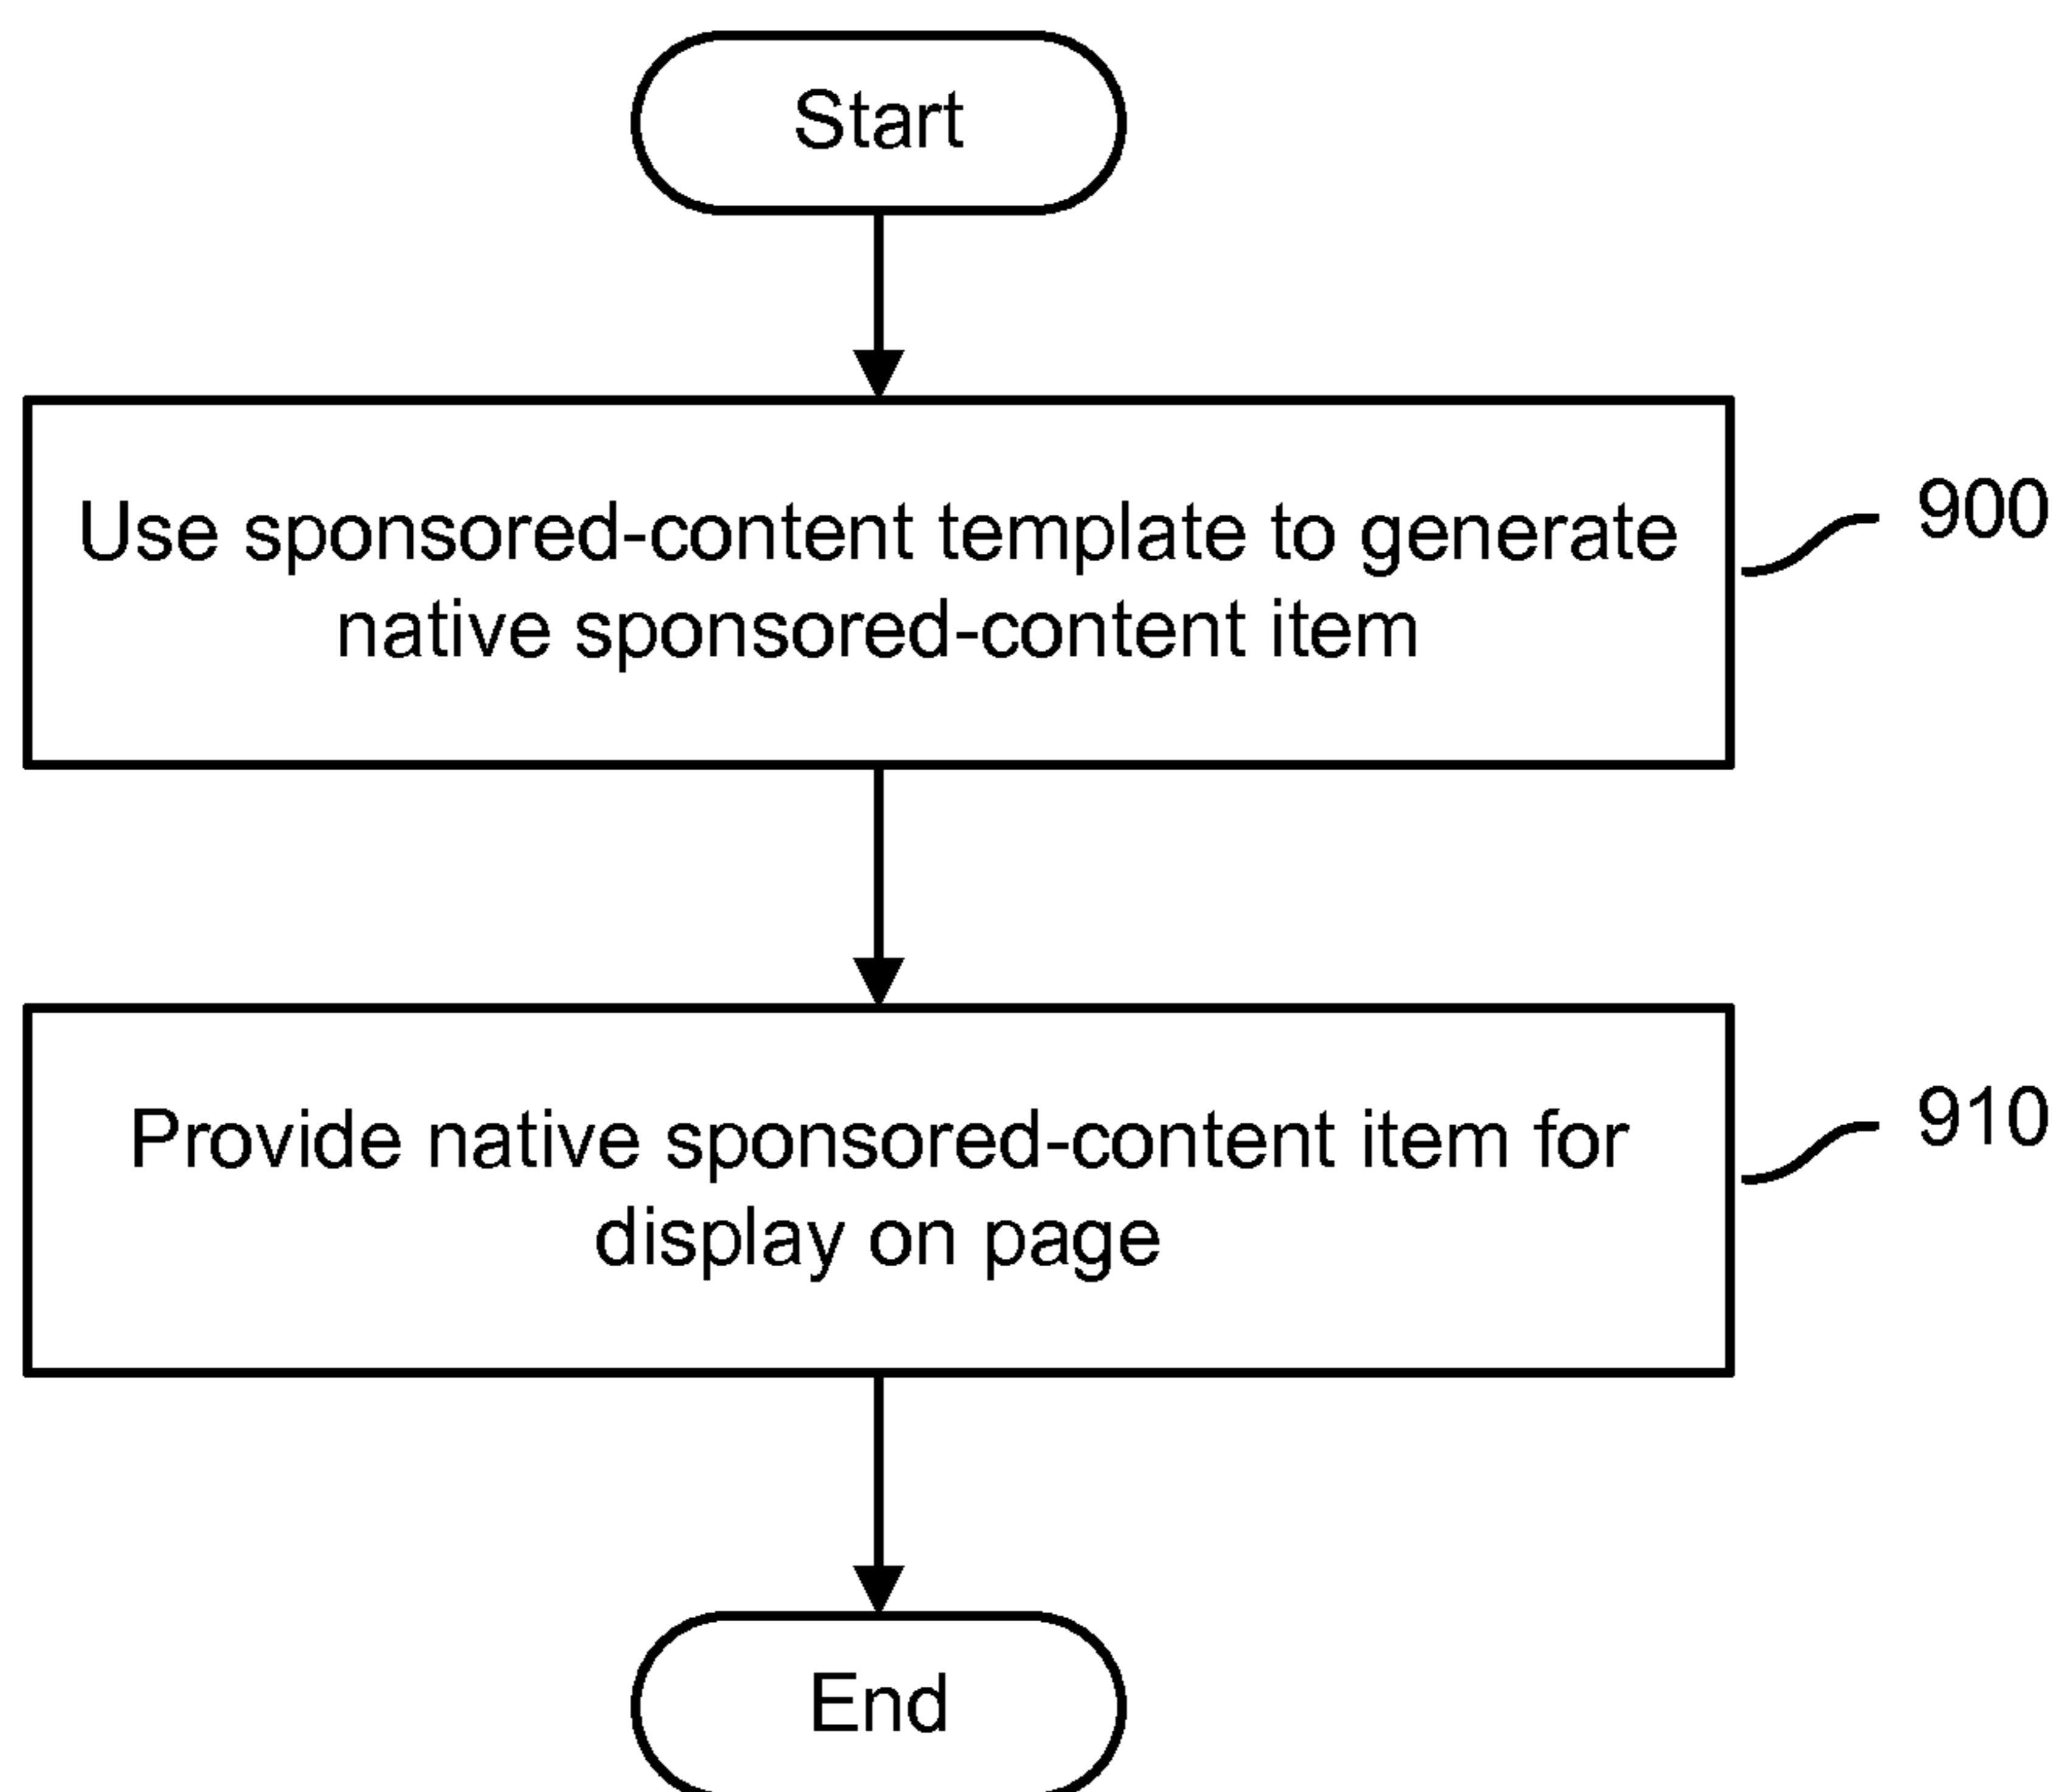 Start
Use sponsored-content template to generate
native sponsored-content item
900
Provide native sponsored-content item for
display on page
910
End